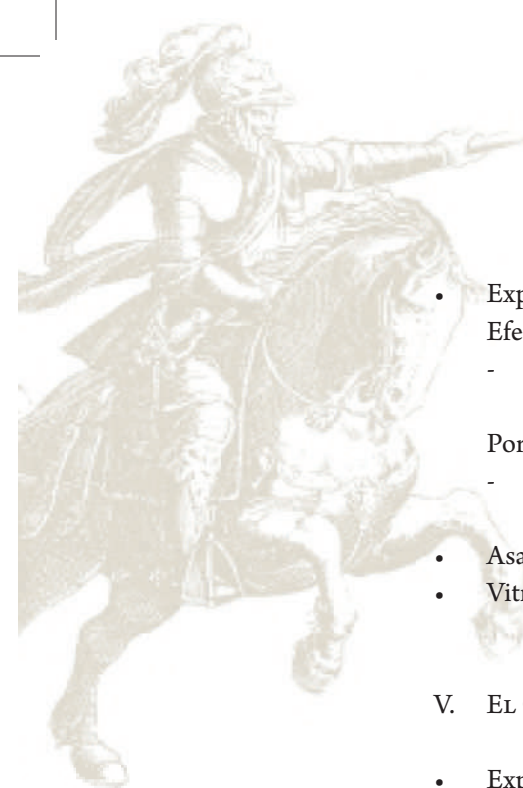 • Exp
Efe
-
Por
-
• Asa
• Vitr
V. El
• Exp